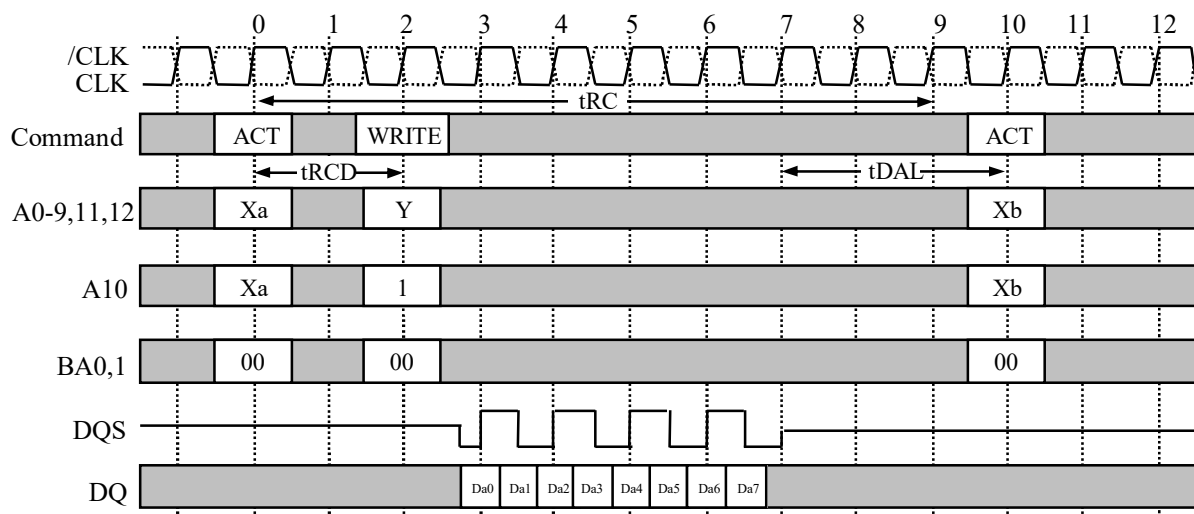 0 1 2 3 4 5 6 7 8 9 10 11 12
/CLK
CLK
tRC
Command ACT WRITE ACT
tRCD tDAL
A0-9,11,12 Xa Y Xb
A10 Xa 1 Xb
BA0,1 00 00 00
DQS
DQ Da0 Da1 Da2 Da3 Da4 Da5 Da6 Da7